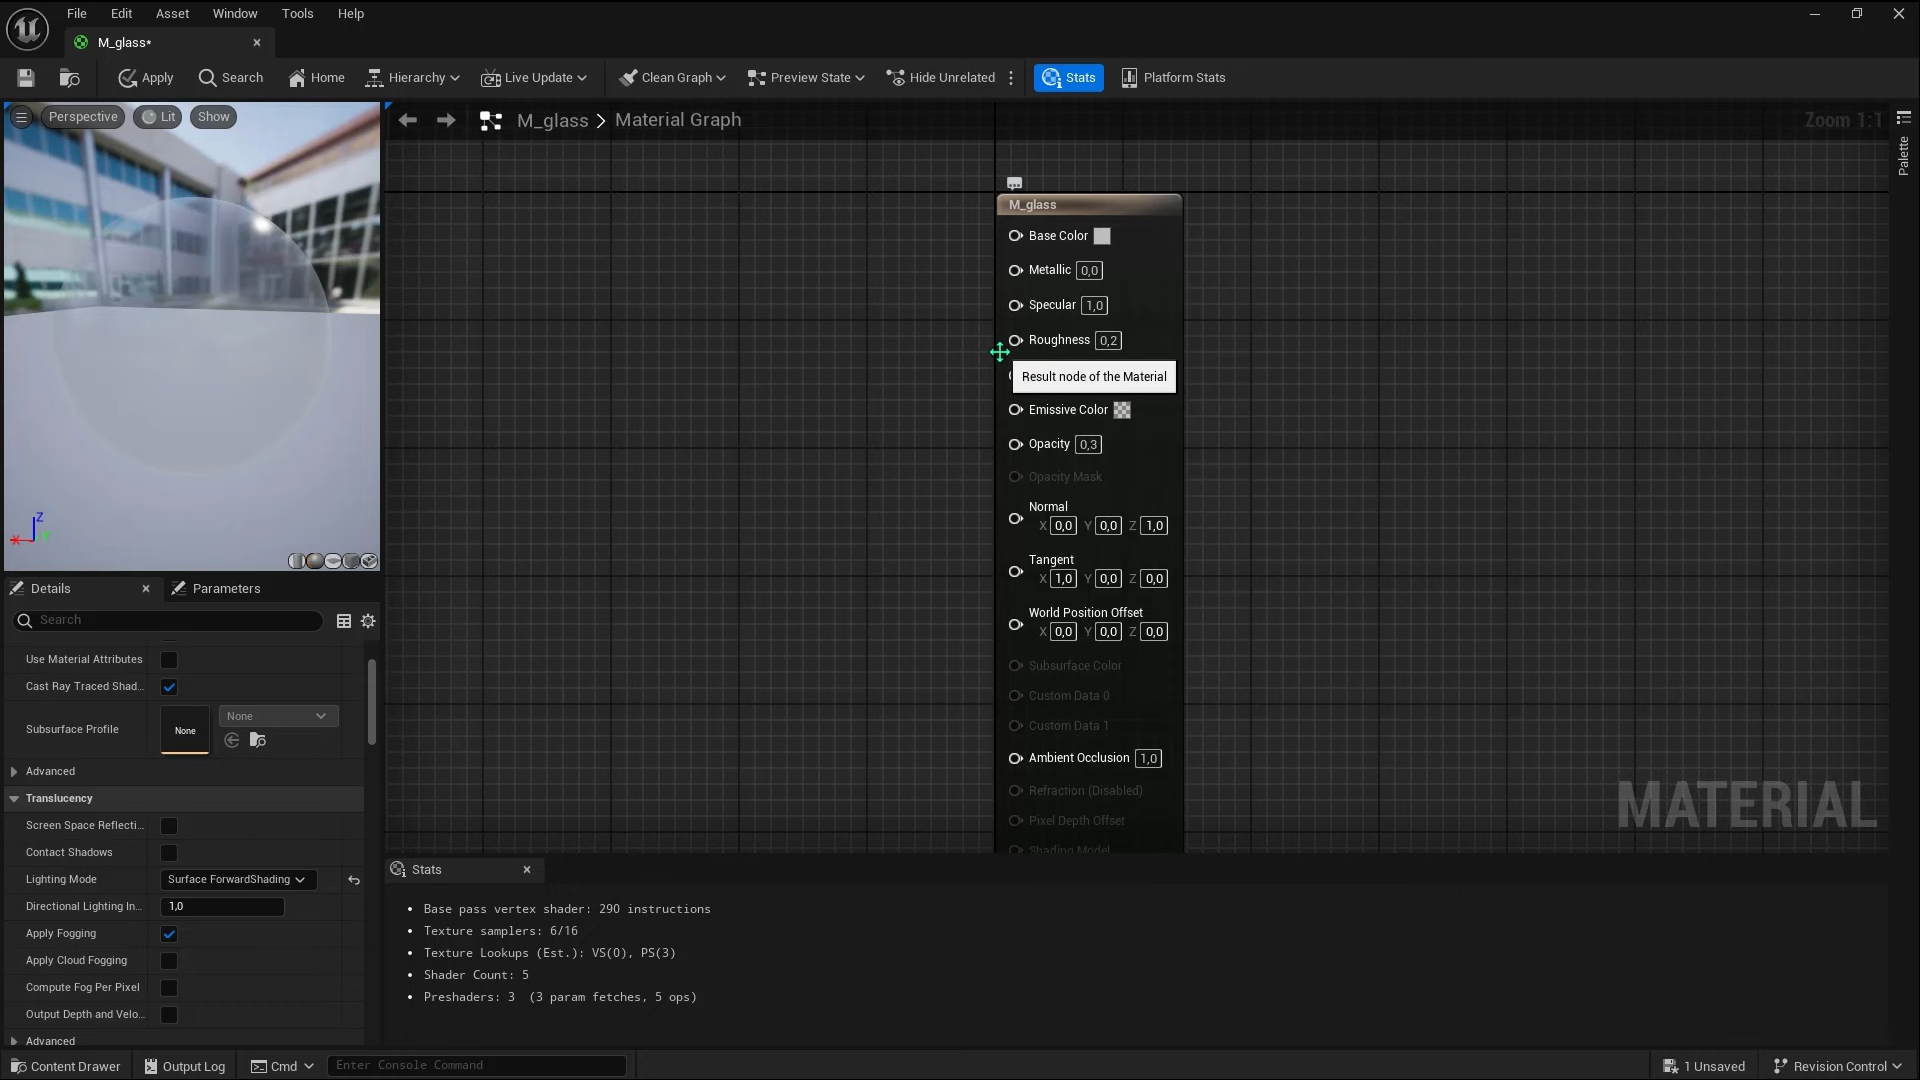 File Edit Asset Window Tools Help
M_glass*
Apply Search Home Hierarchy Live Update Clean Graph Preview State Hide Unrelated Stats Platform Stats
Perspective Lit Show
M_glass > Material Graph
Zoom 1:1
Palette
Z
X
Y
M_glass
Base Color
Metallic 0,0
Specular 1,0
Roughness 0,2
Result node of the Material
Emissive Color
Opacity 0,3
Opacity Mask
Normal
X 0,0 Y 0,0 Z 1,0
Tangent
X 1,0 Y 0,0 Z 0,0
World Position Offset
X 0,0 Y 0,0 Z 0,0
Subsurface Color
Custom Data 0
Custom Data 1
Ambient Occlusion 1,0
Refraction (Disabled)
Pixel Depth Offset
Shading Model
MATERIAL
Details
Parameters
Search
Use Material Attributes
Cast Ray Traced Shad...
Subsurface Profile
None
None
Advanced
Translucency
Screen Space Reflecti...
Contact Shadows
Lighting Mode Surface ForwardShading
Directional Lighting In... 1,0
Apply Fogging
Apply Cloud Fogging
Compute Fog Per Pixel
Output Depth and Velo...
Advanced
Stats
• Base pass vertex shader: 290 instructions
• Texture samplers: 6/16
• Texture Lookups (Est.): VS(0), PS(3)
• Shader Count: 5
• Preshaders: 3 (3 param fetches, 5 ops)
Content Drawer Output Log Cmd Enter Console Command 1 Unsaved Revision Control